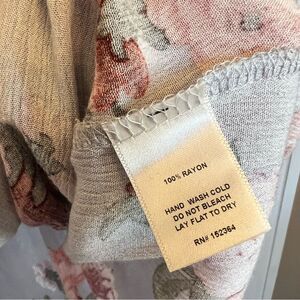 100% RAYON
HAND WASH COLD
DO NOT BLEACH
LAY FLAT TO DRY
RN# 152364